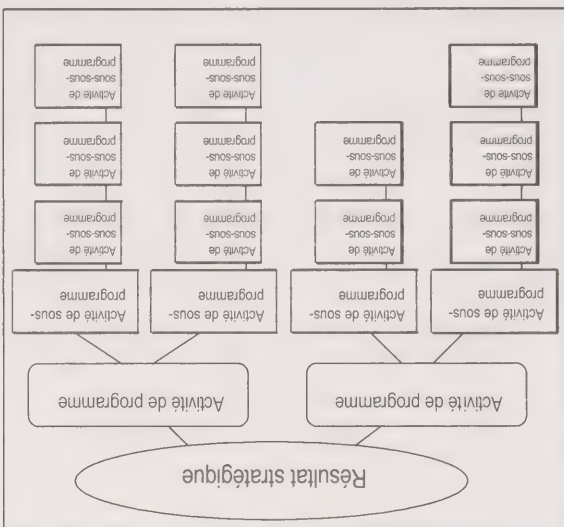 Résultat stratégique
Activité de programme
Activité de programme
Activité de sous-
programme
Activité de sous-
programme
Activité de sous-
programme
Activité de sous-
programme
Activité de
sous-sous-
programme
Activité de
sous-sous-
programme
Activité de
sous-sous-
programme
Activité de
sous-sous-
programme
Activité de
sous-sous-
programme
Activité de
sous-sous-
programme
Activité de
sous-sous-
programme
Activité de
sous-sous-
programme
Activité de
sous-sous-
programme
Activité de
sous-sous-
programme
Activité de
sous-sous-
programme